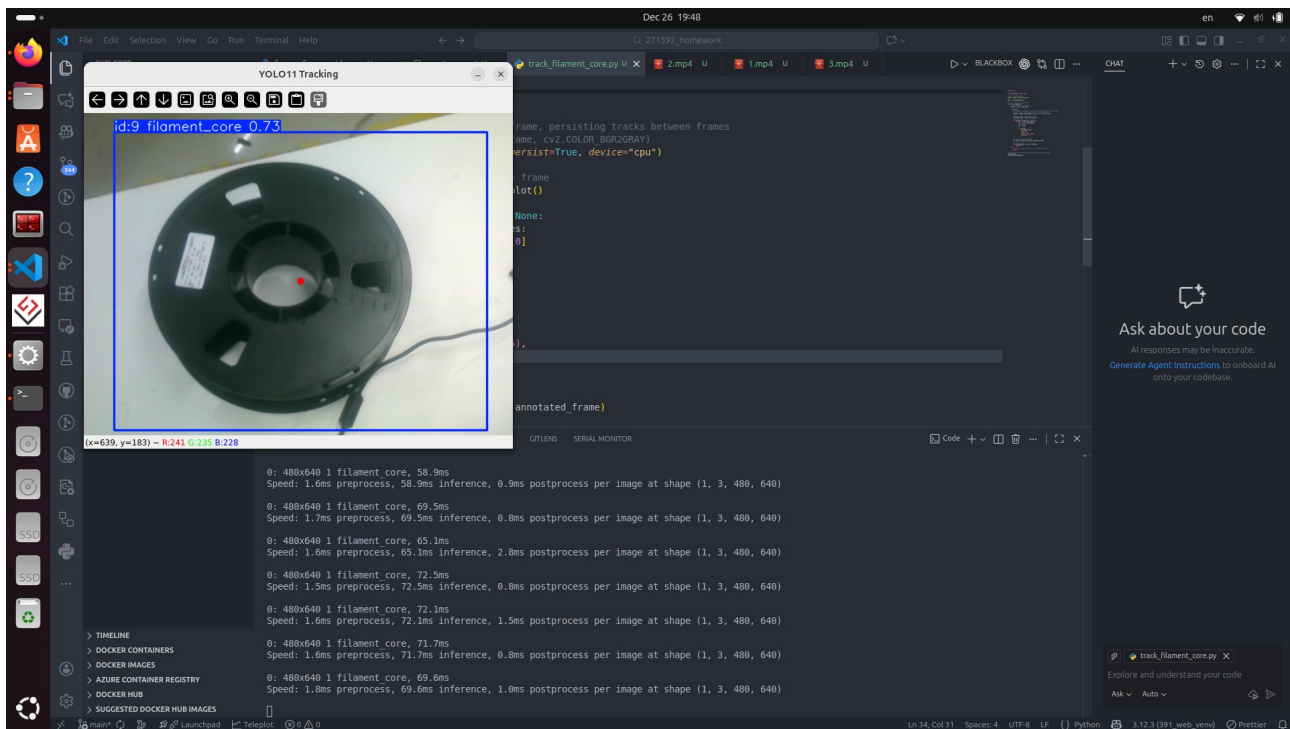 Dec 26 19:48
en
File Edit Selection View Go Run Terminal Help
271392_homework
track_filament_core.py U
2.mp4 U
1.mp4 U
3.mp4 U
BLACKBOX
CHAT
YOLO11 Tracking
id:9 filament_core 0.73
(x=639, y=183) ~ R:241 G:235 B:228
rame, persisting tracks between frames
ame, cv2.COLOR_BGR2GRAY)
persist=True, device="cpu")
frame
lot()
None:
es:
0]
),
annotated_frame)
344
SSD
SSD
GITLENS SERIAL MONITOR
Code
0: 480x640 1 filament_core, 58.9ms
Speed: 1.6ms preprocess, 58.9ms inference, 0.9ms postprocess per image at shape (1, 3, 480, 640)
0: 480x640 1 filament_core, 69.5ms
Speed: 1.7ms preprocess, 69.5ms inference, 0.8ms postprocess per image at shape (1, 3, 480, 640)
0: 480x640 1 filament_core, 65.1ms
Speed: 1.6ms preprocess, 65.1ms inference, 2.8ms postprocess per image at shape (1, 3, 480, 640)
0: 480x640 1 filament_core, 72.5ms
Speed: 1.5ms preprocess, 72.5ms inference, 0.8ms postprocess per image at shape (1, 3, 480, 640)
0: 480x640 1 filament_core, 72.1ms
Speed: 1.6ms preprocess, 72.1ms inference, 1.5ms postprocess per image at shape (1, 3, 480, 640)
0: 480x640 1 filament_core, 71.7ms
Speed: 1.6ms preprocess, 71.7ms inference, 0.8ms postprocess per image at shape (1, 3, 480, 640)
0: 480x640 1 filament_core, 69.6ms
Speed: 1.8ms preprocess, 69.6ms inference, 1.0ms postprocess per image at shape (1, 3, 480, 640)
TIMELINE
DOCKER CONTAINERS
DOCKER IMAGES
AZURE CONTAINER REGISTRY
DOCKER HUB
SUGGESTED DOCKER HUB IMAGES
Ask about your code
AI responses may be inaccurate.
Generate Agent Instructions to onboard AI
onto your codebase.
track_filament_core.py
Explore and understand your code
Ask Auto
main* Launchpad Teleplot 0 0
Ln 34, Col 31 Spaces: 4 UTF-8 LF {} Python 3.12.3 (391_web_venv) Prettier